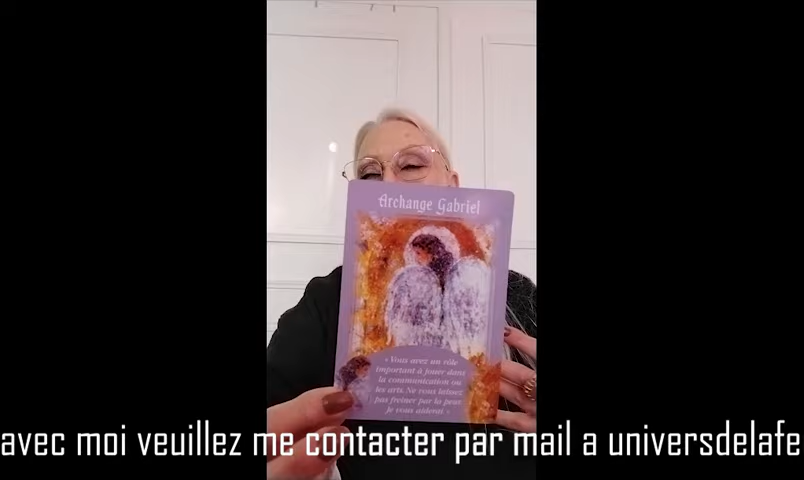 Archange Gabriel
« Vous avez un rôle
important à jouer dans
la communication ou
les arts. Ne vous laissez
pas freiner par la peur.
Je vous aiderai »
avec moi veuillez me contacter par mail a universdelafe